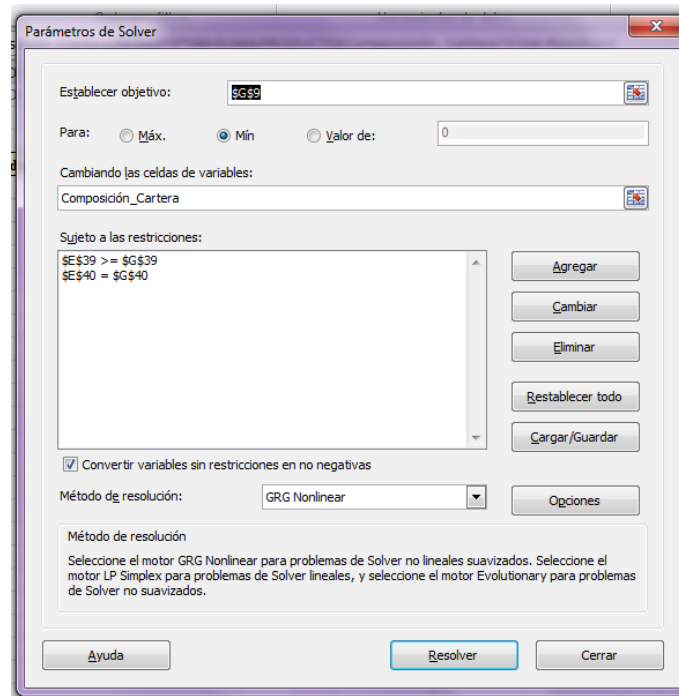 Parámetros de Solver
Establecer objetivo:
$G$9
Para:
Máx.
Mín
Valor de:
0
Cambiando las celdas de variables:
Composición_Cartera
Sujeto a las restricciones:
$E$39 >= $G$39
$E$40 = $G$40
Agregar
Cambiar
Eliminar
Restablecer todo
Cargar/Guardar
Convertir variables sin restricciones en no negativas
Método de resolución:
GRG Nonlinear
Opciones
Método de resolución
Seleccione el motor GRG Nonlinear para problemas de Solver no lineales suavizados. Seleccione el
motor LP Simplex para problemas de Solver lineales, y seleccione el motor Evolutionary para problemas
de Solver no suavizados.
Ayuda
Resolver
Cerrar